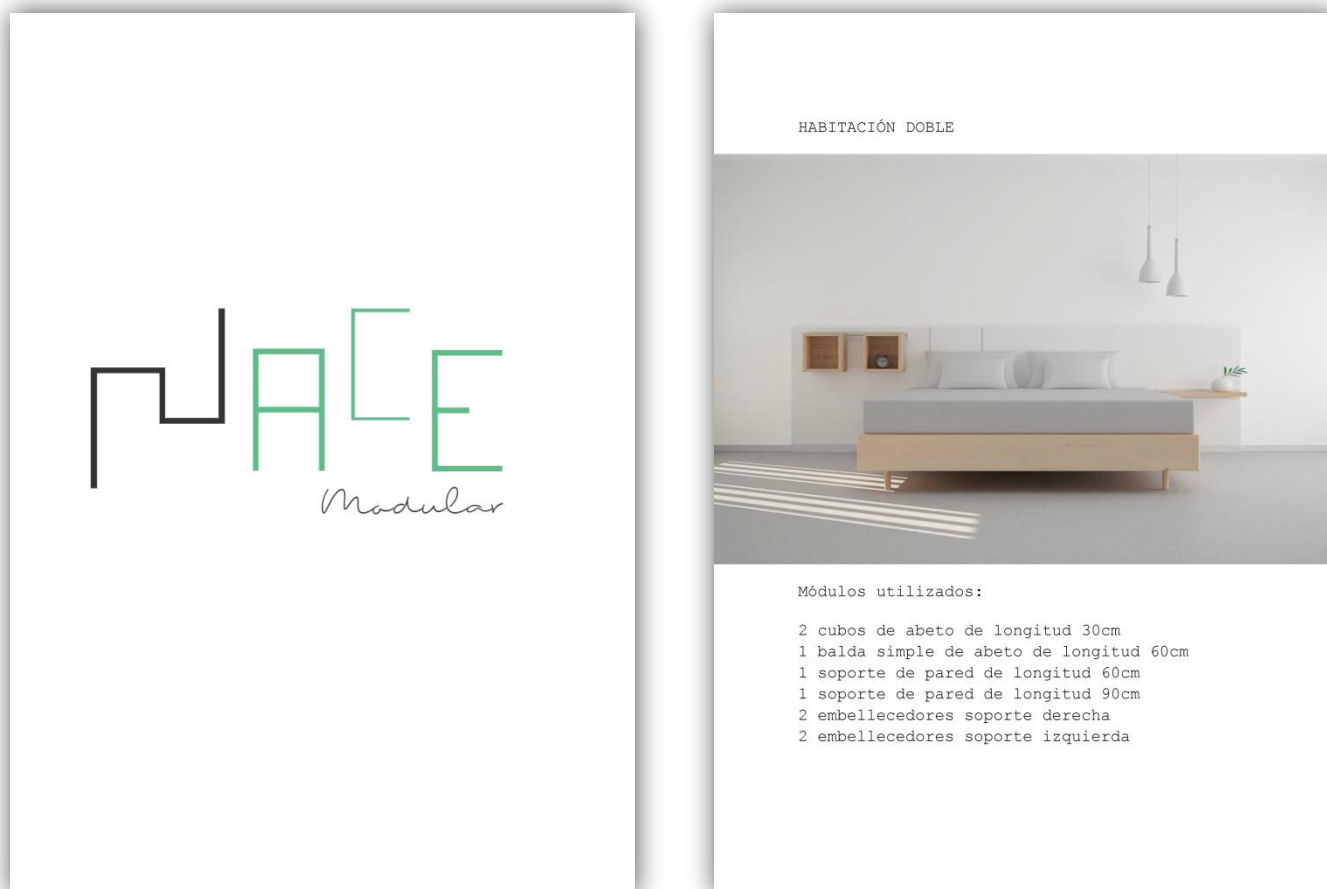 NACE
Modular
HABITACIÓN DOBLE
Módulos utilizados:
2 cubos de abeto de longitud 30cm
1 balda simple de abeto de longitud 60cm
1 soporte de pared de longitud 60cm
1 soporte de pared de longitud 90cm
2 embellecedores soporte derecha
2 embellecedores soporte izquierda